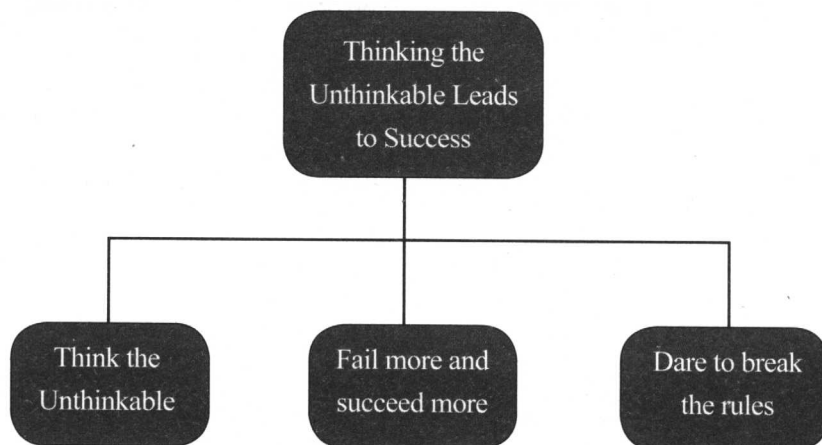 Thinking the
Unthinkable Leads
to Success
Think the
Unthinkable
Fail more and
succeed more
Dare to break
the rules